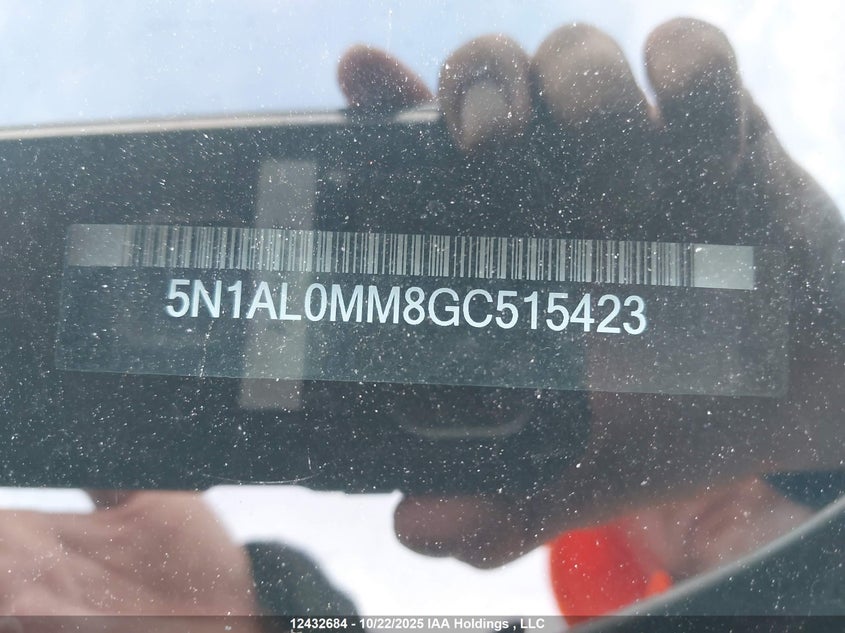 5N1AL0MM8GC515423
12432684 - 10/22/2025 IAA Holdings , LLC